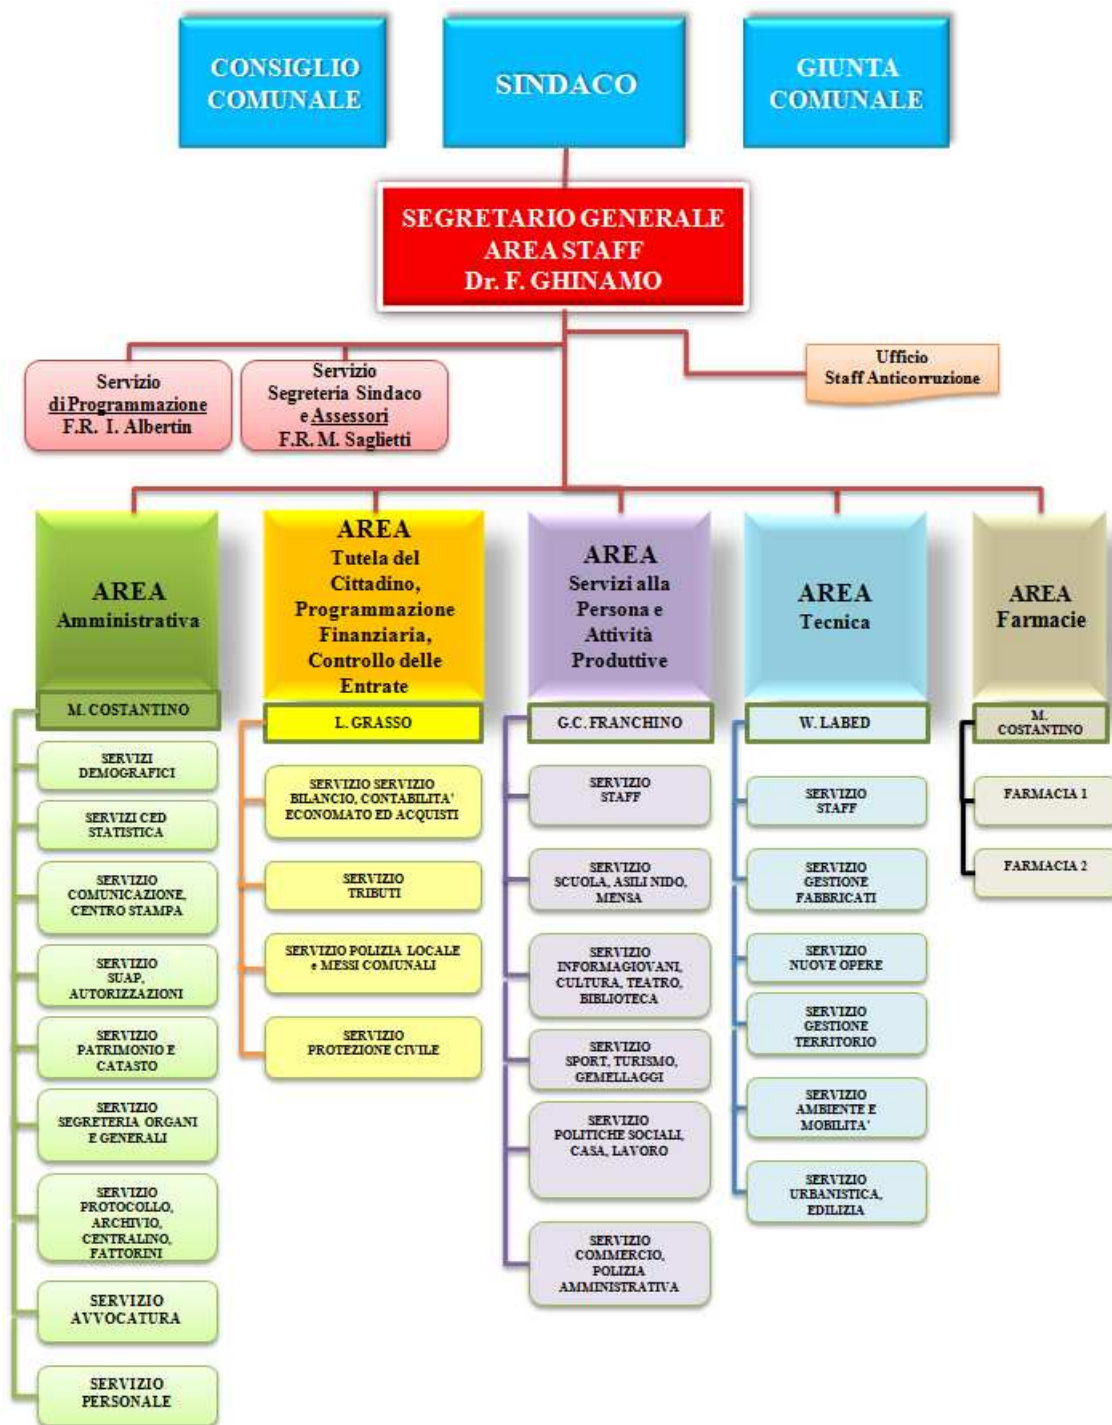 CONSIGLIO
COMUNALE
SINDACO
GIUNTA
COMUNALE
SEGRETARIO GENERALE
AREA STAFF
Dr. F. GHINAMO
Servizio
di Programmazione
F.R. I. Albertin
Servizio
Segreteria Sindaco
e Assessori
F.R. M. Saglietti
Ufficio
Staff Anticorruzione
AREA
Amministrativa
M. COSTANTINO
SERVIZI
DEMOGRAFICI
SERVIZI CED
STATISTICA
SERVIZIO
COMUNICAZIONE,
CENTRO STAMPA
SERVIZIO
SUAP,
AUTORIZZAZIONI
SERVIZIO
PATRIMONIO E
CATASTO
SERVIZIO
SEGRETERIA ORGANI
E GENERALI
SERVIZIO
PROTOCOLLO,
ARCHIVIO,
CENTRALINO,
FATTORINI
SERVIZIO
AVVOCATURA
SERVIZIO
PERSONALE
AREA
Tutela del
Cittadino,
Programmazione
Finanziaria,
Controllo delle
Entrate
L. GRASSO
SERVIZIO SERVIZIO
BILANCIO, CONTABILITA'
ECONOMATO ED ACQUISTI
SERVIZIO
TRIBUTI
SERVIZIO POLIZIA LOCALE
e MESSI COMUNALI
SERVIZIO
PROTEZIONE CIVILE
AREA
Servizi alla
Persona e
Attività
Produttive
G.C. FRANCHINO
SERVIZIO
STAFF
SERVIZIO
SCUOLA, ASILI NIDO,
MENSA
SERVIZIO
INFORMAGIOVANI,
CULTURA, TEATRO,
BIBLIOTECA
SERVIZIO
SPORT, TURISMO,
GEMELLAGGI
SERVIZIO
POLITICHE SOCIALI,
CASA, LAVORO
SERVIZIO
COMMERCIO,
POLIZIA
AMMINISTRATIVA
AREA
Tecnica
W. LABED
SERVIZIO
STAFF
SERVIZIO
GESTIONE
FABBRICATI
SERVIZIO
NUOVE OPERE
SERVIZIO
GESTIONE
TERRITORIO
SERVIZIO
AMBIENTE E
MOBILITA'
SERVIZIO
URBANISTICA,
EDILIZIA
AREA
Farmacie
M.
COSTANTINO
FARMACIA 1
FARMACIA 2